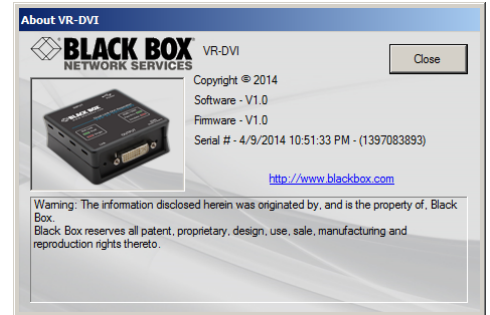 About VR-DVI
BLACK BOX
NETWORK SERVICES
VR-DVI
Close
Copyright © 2014
Software - V1.0
Firmware - V1.0
Serial # - 4/9/2014 10:51:33 PM - (1397083893)
http://www.blackbox.com
Warning: The information disclosed herein was originated by, and is the property of, Black
Box.
Black Box reserves all patent, proprietary, design, use, sale, manufacturing and
reproduction rights thereto.